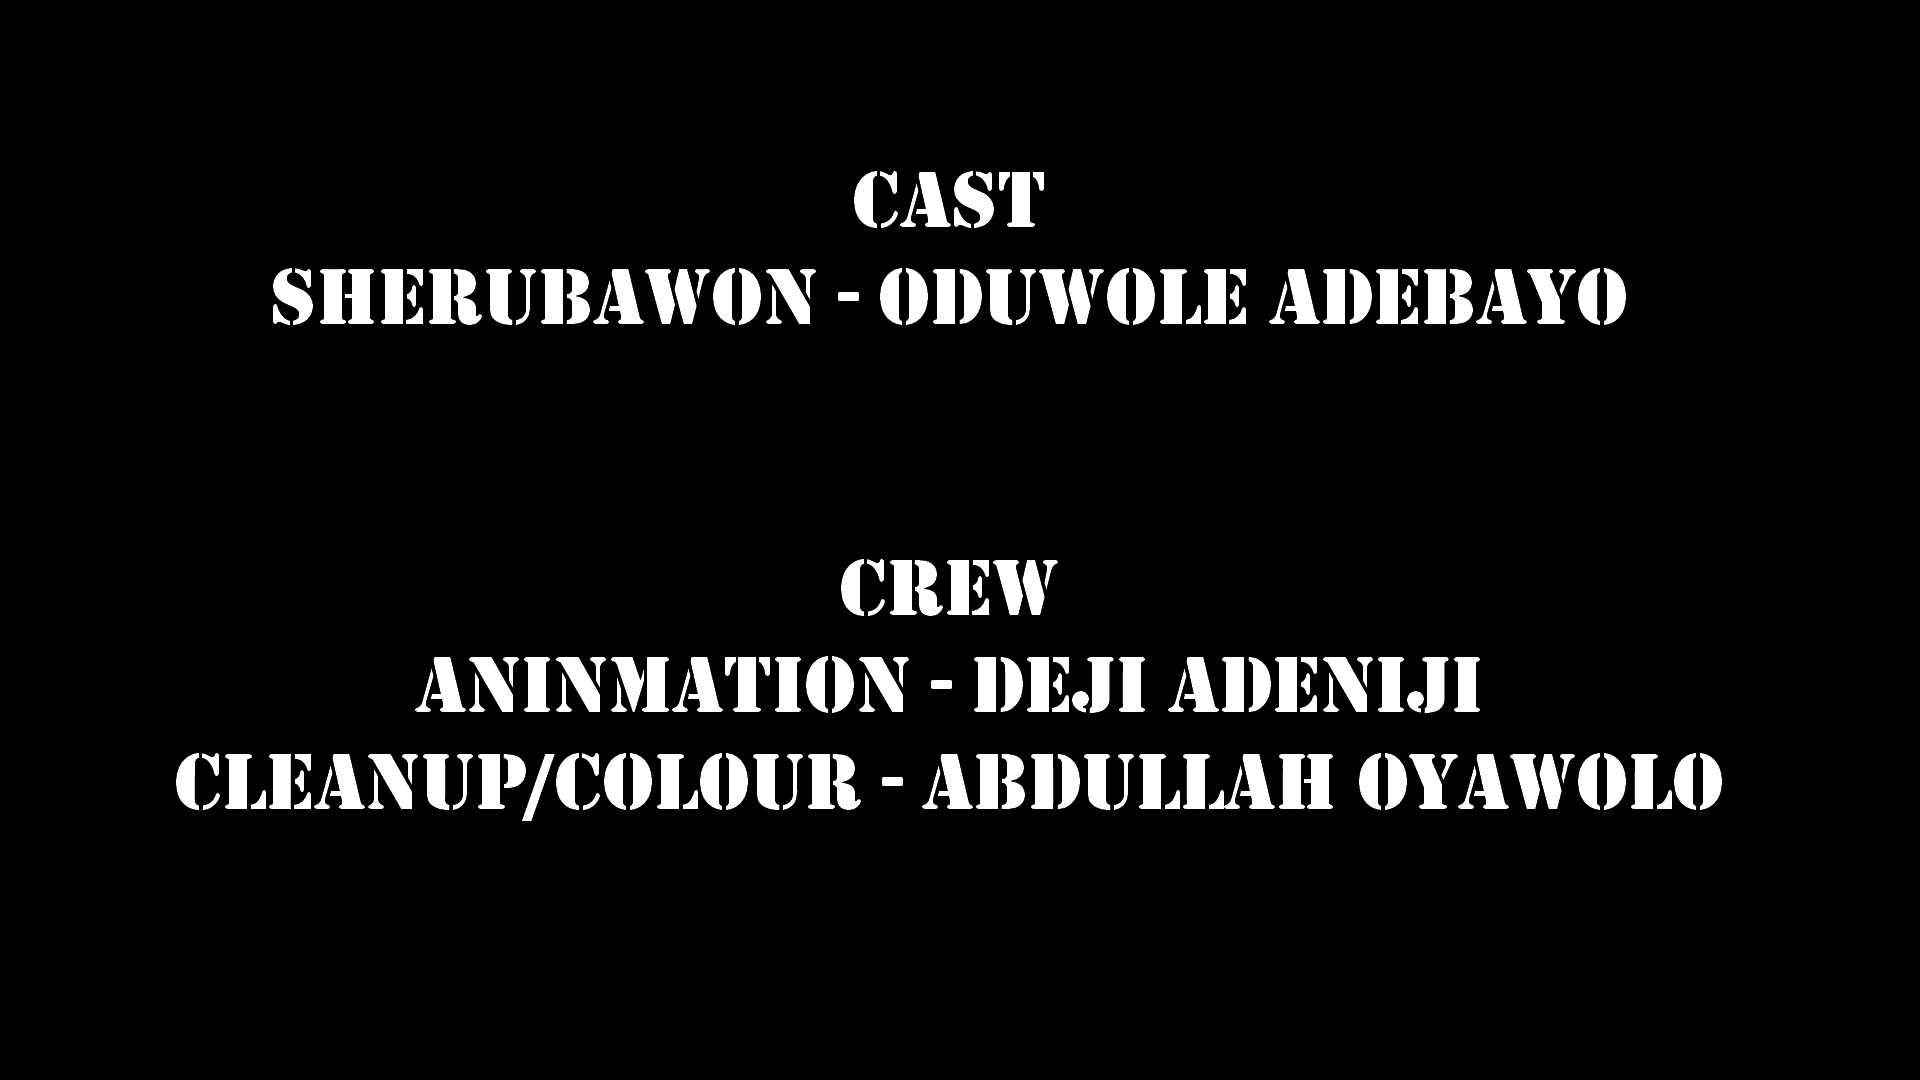 CAST
SHERUBAWON - ODUWOLE ADEBAYO
CREW
ANINMATION - DEJI ADENIJI
CLEANUP/COLOUR - ABDULLAH OYAWOLO